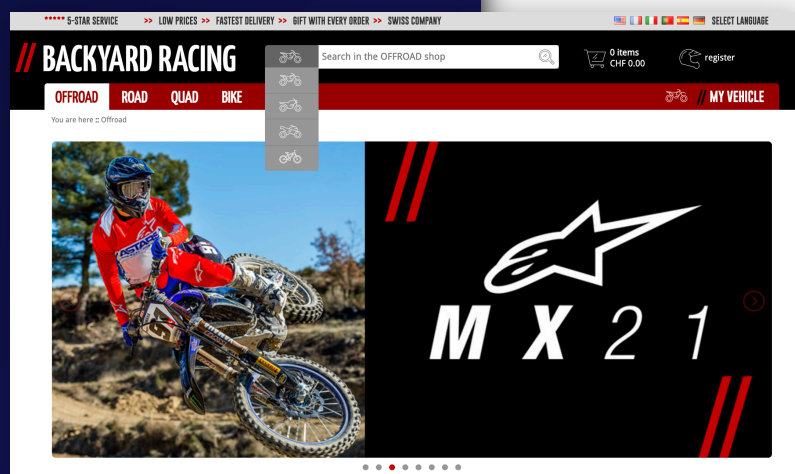 ***** 5-STAR SERVICE >> LOW PRICES >> FASTEST DELIVERY >> GIFT WITH EVERY ORDER >> SWISS COMPANY SELECT LANGUAGE
// BACKYARD RACING
Search in the OFFROAD shop
0 items
CHF 0.00
register
OFFROAD ROAD QUAD BIKE // MY VEHICLE
You are here :: Offroad
ASTARS
97
MX21